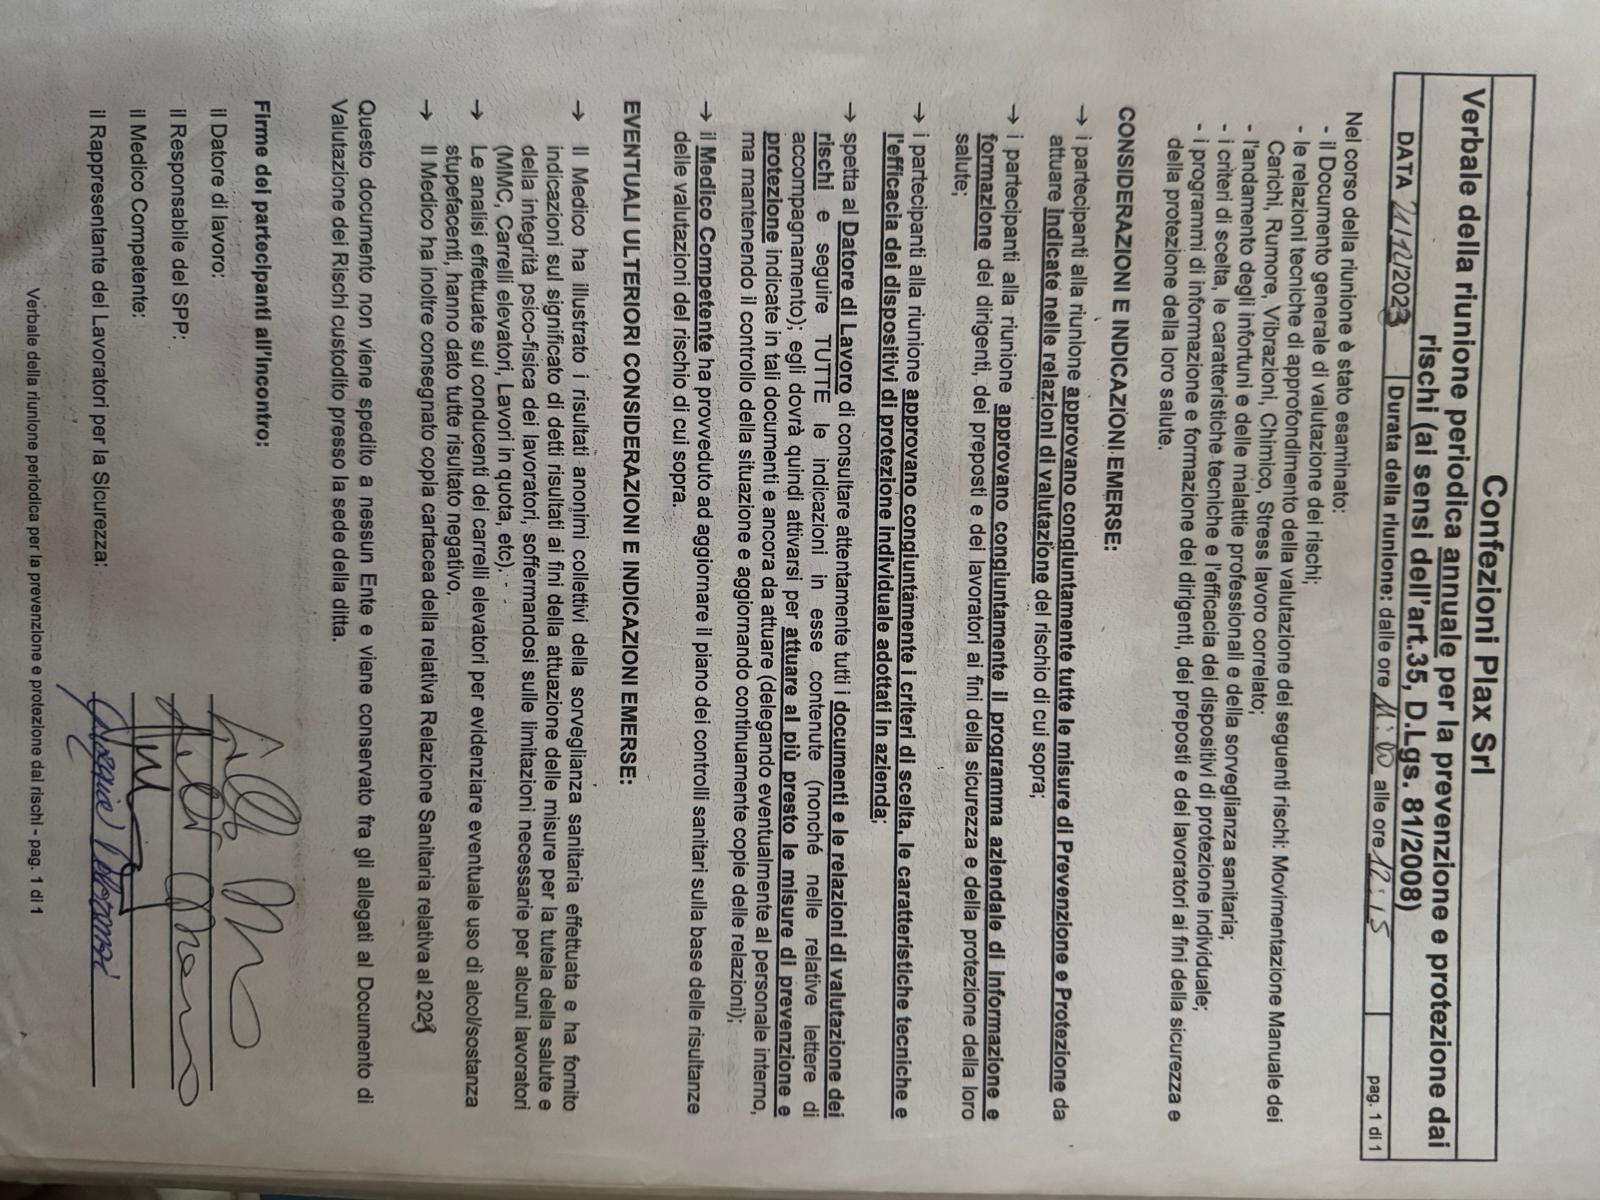 Confezioni Plax Srl
Verbale della riunione periodica annuale per la prevenzione e protezione dai
rischi (ai sensi dell'art.35, D.Lgs. 81/2008)
DATA 21/12/2023 Durata della riunione: dalle ore 11:00 alle ore 12:15 pag. 1 di 1
Nel corso della riunione è stato esaminato:
- il Documento generale di valutazione dei rischi;
- le relazioni tecniche di approfondimento della valutazione dei seguenti rischi: Movimentazione Manuale dei
Carichi, Rumore, Vibrazioni, Chimico, Stress lavoro correlato;
- l'andamento degli infortuni e delle malattie professionali e della sorveglianza sanitaria;
- i criteri di scelta, le caratteristiche tecniche e l'efficacia dei dispositivi di protezione individuale;
- i programmi di informazione e formazione dei dirigenti, dei preposti e dei lavoratori ai fini della sicurezza e
della protezione della loro salute.
CONSIDERAZIONI E INDICAZIONI EMERSE:
→ i partecipanti alla riunione approvano congiuntamente tutte le misure di Prevenzione e Protezione da
attuare indicate nelle relazioni di valutazione del rischio di cui sopra;
→ i partecipanti alla riunione approvano congiuntamente il programma aziendale di informazione e
formazione dei dirigenti, dei preposti e dei lavoratori ai fini della sicurezza e della protezione della loro
salute;
→ i partecipanti alla riunione approvano congiuntamente i criteri di scelta, le caratteristiche tecniche e
l'efficacia dei dispositivi di protezione individuale adottati in azienda;
→ spetta al Datore di Lavoro di consultare attentamente tutti i documenti e le relazioni di valutazione dei
rischi e seguire TUTTE le indicazioni in esse contenute (nonché nelle relative lettere di
accompagnamento); egli dovrà quindi attivarsi per attuare al più presto le misure di prevenzione e
protezione indicate in tali documenti e ancora da attuare (delegando eventualmente al personale interno,
ma mantenendo il controllo della situazione e aggiornando continuamente copie delle relazioni);
→ il Medico Competente ha provveduto ad aggiornare il piano dei controlli sanitari sulla base delle risultanze
delle valutazioni del rischio di cui sopra.
EVENTUALI ULTERIORI CONSIDERAZIONI E INDICAZIONI EMERSE:
→ Il Medico ha illustrato i risultati anonimi collettivi della sorveglianza sanitaria effettuata e ha fornito
indicazioni sul significato di detti risultati ai fini della attuazione delle misure per la tutela della salute e
della integrità psico-fisica dei lavoratori, soffermandosi sulle limitazioni necessarie per alcuni lavoratori
(MMC, Carrelli elevatori, Lavori in quota, etc).
→ Le analisi effettuate sui conducenti dei carrelli elevatori per evidenziare eventuale uso di alcol/sostanza
stupefacenti, hanno dato tutte risultato negativo,
→ Il Medico ha inoltre consegnato copia cartacea della relativa Relazione Sanitaria relativa al 2023
Questo documento non viene spedito a nessun Ente e viene conservato fra gli allegati al Documento di
Valutazione dei Rischi custodito presso la sede della ditta.
Firme dei partecipanti all'incontro:
il Datore di lavoro:
il Responsabile del SPP:
il Medico Competente:
il Rappresentante dei Lavoratori per la Sicurezza:
Verbale della riunione periodica per la prevenzione e protezione dai rischi - pag. 1 di 1